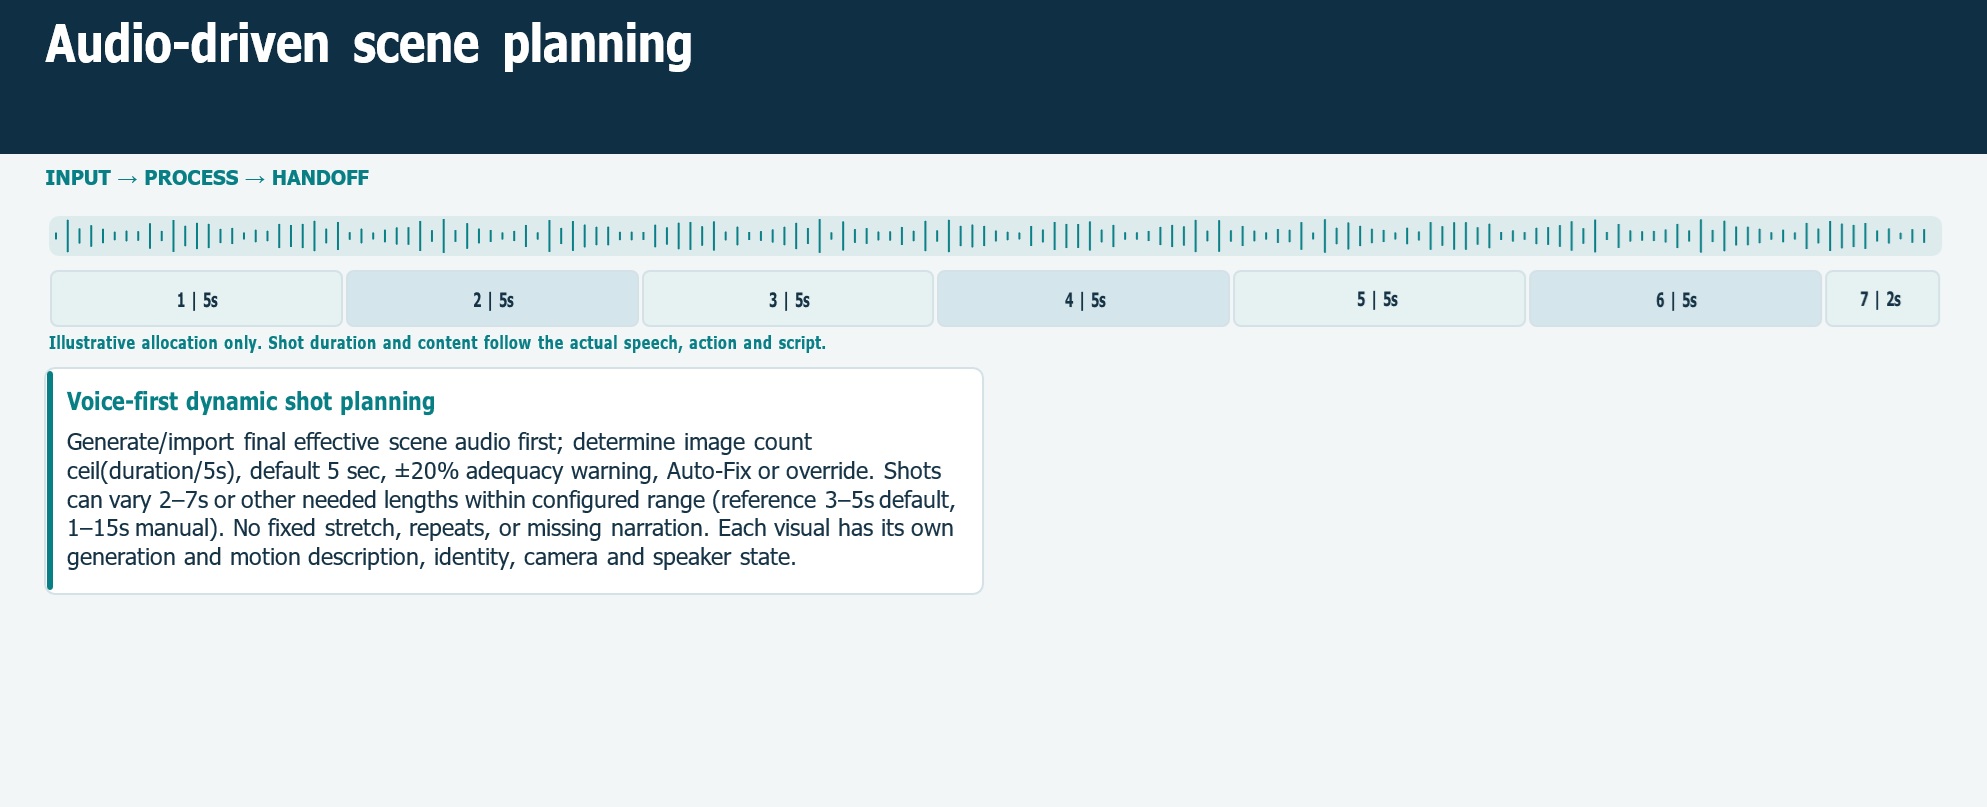 Audio-driven scene planning
INPUT → PROCESS → HANDOFF
1 | 5s
2 | 5s
3 | 5s
4 | 5s
5 | 5s
6 | 5s
7 | 2s
Illustrative allocation only. Shot duration and content follow the actual speech, action and script.
Voice-first dynamic shot planning
Generate/import final effective scene audio first; determine image count
ceil(duration/5s), default 5 sec, ±20% adequacy warning, Auto-Fix or override. Shots
can vary 2–7s or other needed lengths within configured range (reference 3–5s default,
1–15s manual). No fixed stretch, repeats, or missing narration. Each visual has its own
generation and motion description, identity, camera and speaker state.